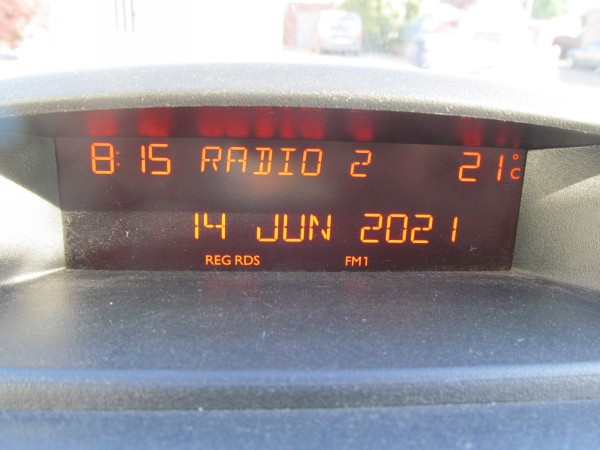 8:15 RADIO 2 21°C
14 JUN 2021
REG RDS FM1